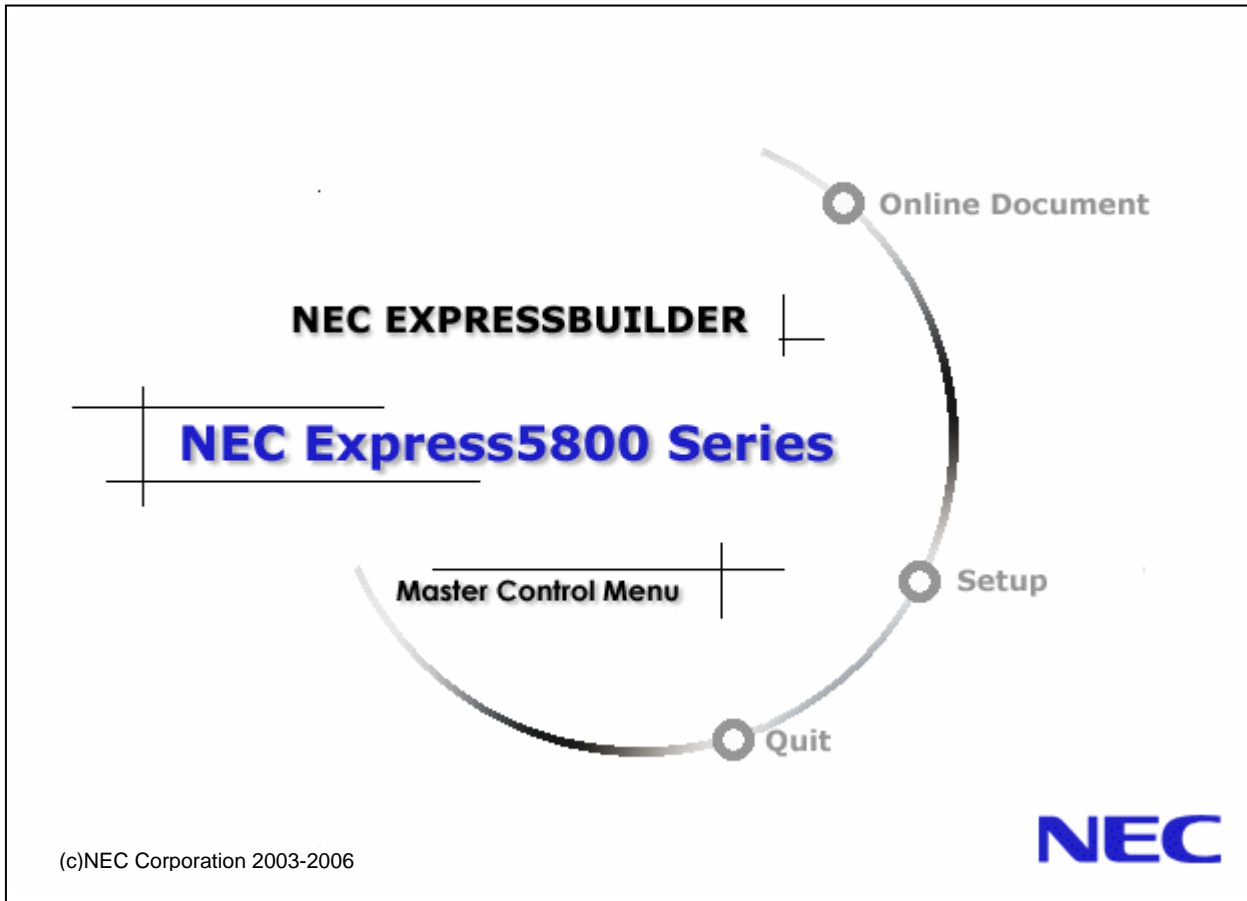 Online Document
NEC EXPRESSBUILDER
NEC Express5800 Series
Setup
Master Control Menu
Quit
NEC
(c)NEC Corporation 2003-2006